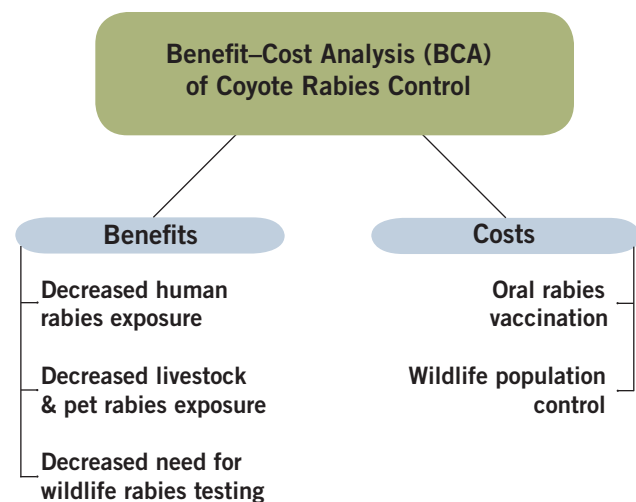 Benefit–Cost Analysis (BCA)
of Coyote Rabies Control
Benefits
Decreased human
rabies exposure
Decreased livestock
& pet rabies exposure
Decreased need for
wildlife rabies testing
Costs
Oral rabies
vaccination
Wildlife population
control